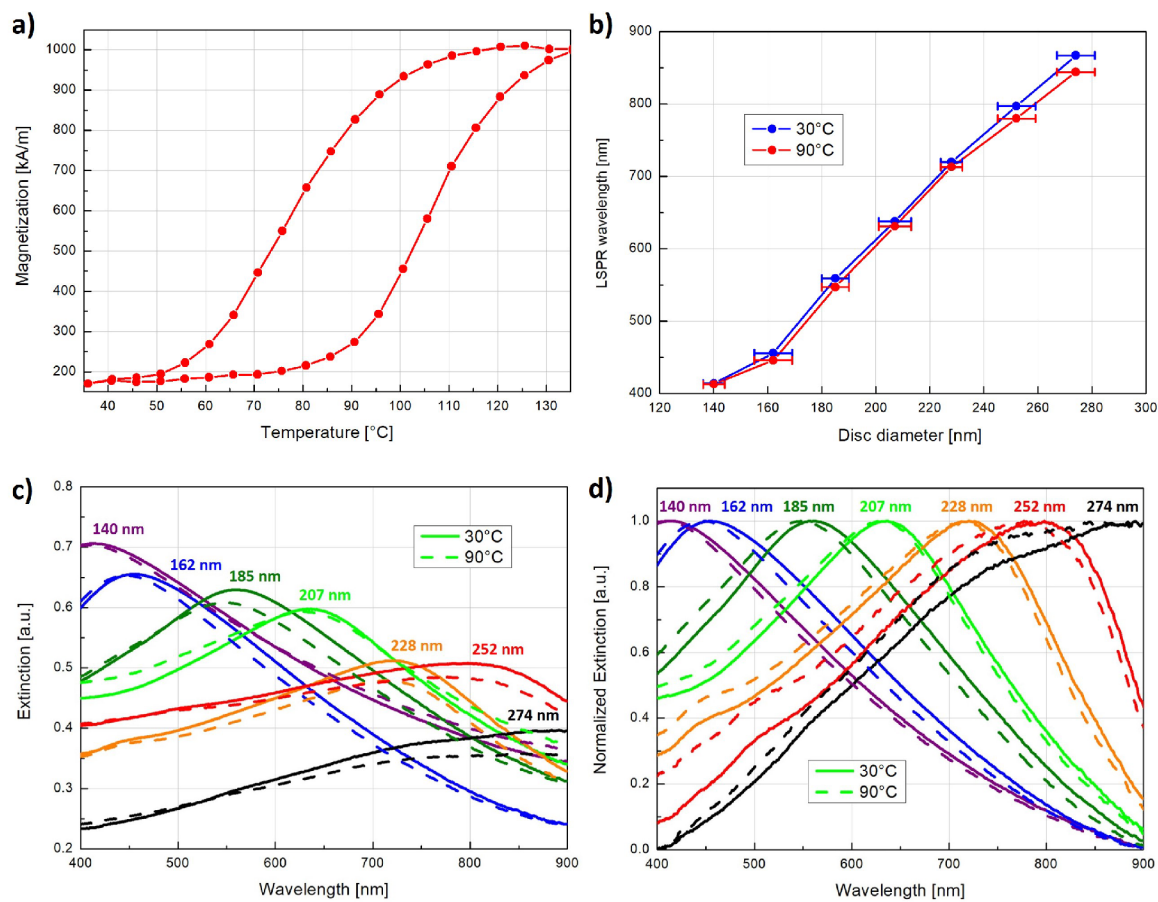 a)
Magnetization [kA/m]
1000
900
800
700
600
500
400
300
200
40 50 60 70 80 90 100 110 120 130
Temperature [°C]
b)
LSPR wavelength [nm]
900
800
700
600
500
400
30°C
90°C
120 140 160 180 200 220 240 260 280 300
Disc diameter [nm]
c)
Extinction [a.u.]
0.8
0.7
0.6
0.5
0.4
0.3
0.2
140 nm
162 nm
185 nm
207 nm
228 nm
252 nm
274 nm
30°C
90°C
400 500 600 700 800 900
Wavelength [nm]
d)
Normalized Extinction [a.u.]
1.0
0.8
0.6
0.4
0.2
0.0
140 nm 162 nm 185 nm 207 nm 228 nm 252 nm 274 nm
30°C
90°C
400 500 600 700 800 900
Wavelength [nm]